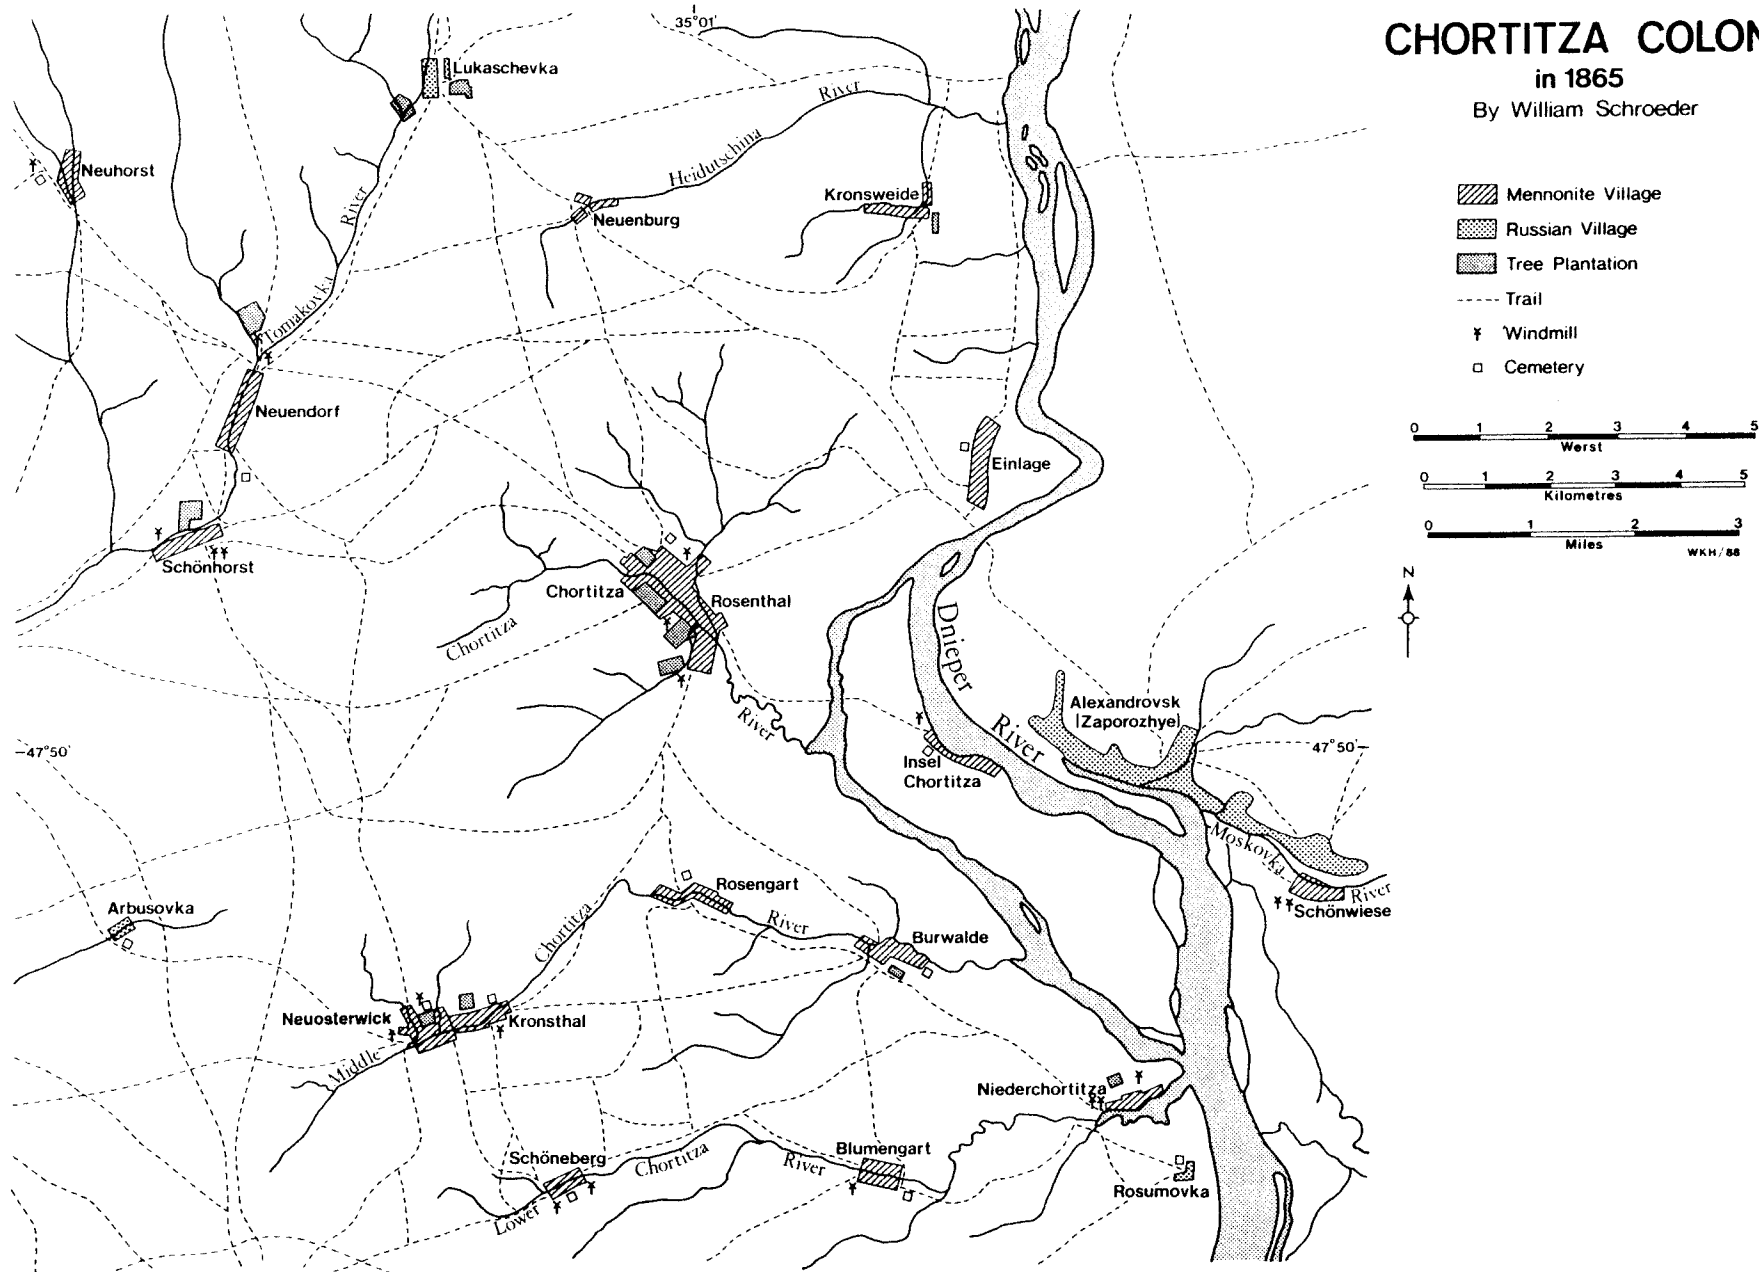 CHORTITZA COLON
in 1865
By William Schroeder
Mennonite Village
Russian Village
Tree Plantation
Trail
Windmill
Cemetery
0 1 2 3 4 5
Werst
0 1 2 3 4 5
Kilometres
0 1 2 3
Miles
WKH/88
N
35°01'
Lukaschevka
River
Heidutschina
Neuhorst
Kronsweide
Neuenburg
River
Tomakovka
Neuendorf
Einlage
Schönhorst
Chortitza
Rosenthal
Chortitza
Dnieper
River
Alexandrovsk
(Zaporozhye)
River
47°50'
47°50'
Insel
Chortitza
Moskovka
River
Schönwiese
Rosengart
Arbusovka
Chortitza
River
Burwalde
Neuosterwick
Kronsthal
Middle
Niederchortitza
Schöneberg
Chortitza
River
Blumengart
Lower
Rosumovka